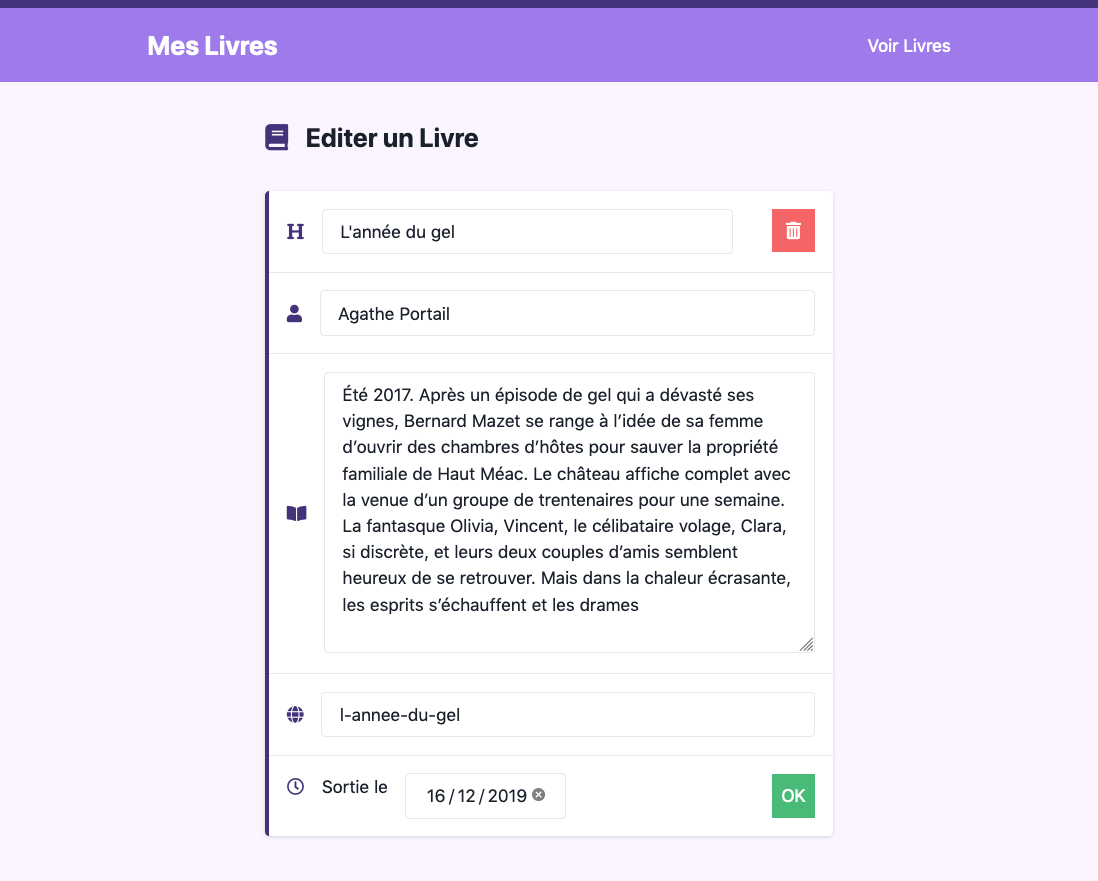 Mes Livres
Voir Livres
Editer un Livre
L'année du gel
Agathe Portail
Été 2017. Après un épisode de gel qui a dévasté ses
vignes, Bernard Mazet se range à l’idée de sa femme
d’ouvrir des chambres d’hôtes pour sauver la propriété
familiale de Haut Méac. Le château affiche complet avec
la venue d’un groupe de trentenaires pour une semaine.
La fantasque Olivia, Vincent, le célibataire volage, Clara,
si discrète, et leurs deux couples d’amis semblent
heureux de se retrouver. Mais dans la chaleur écrasante,
les esprits s’échauffent et les drames
l-annee-du-gel
Sortie le
16/12/2019
OK